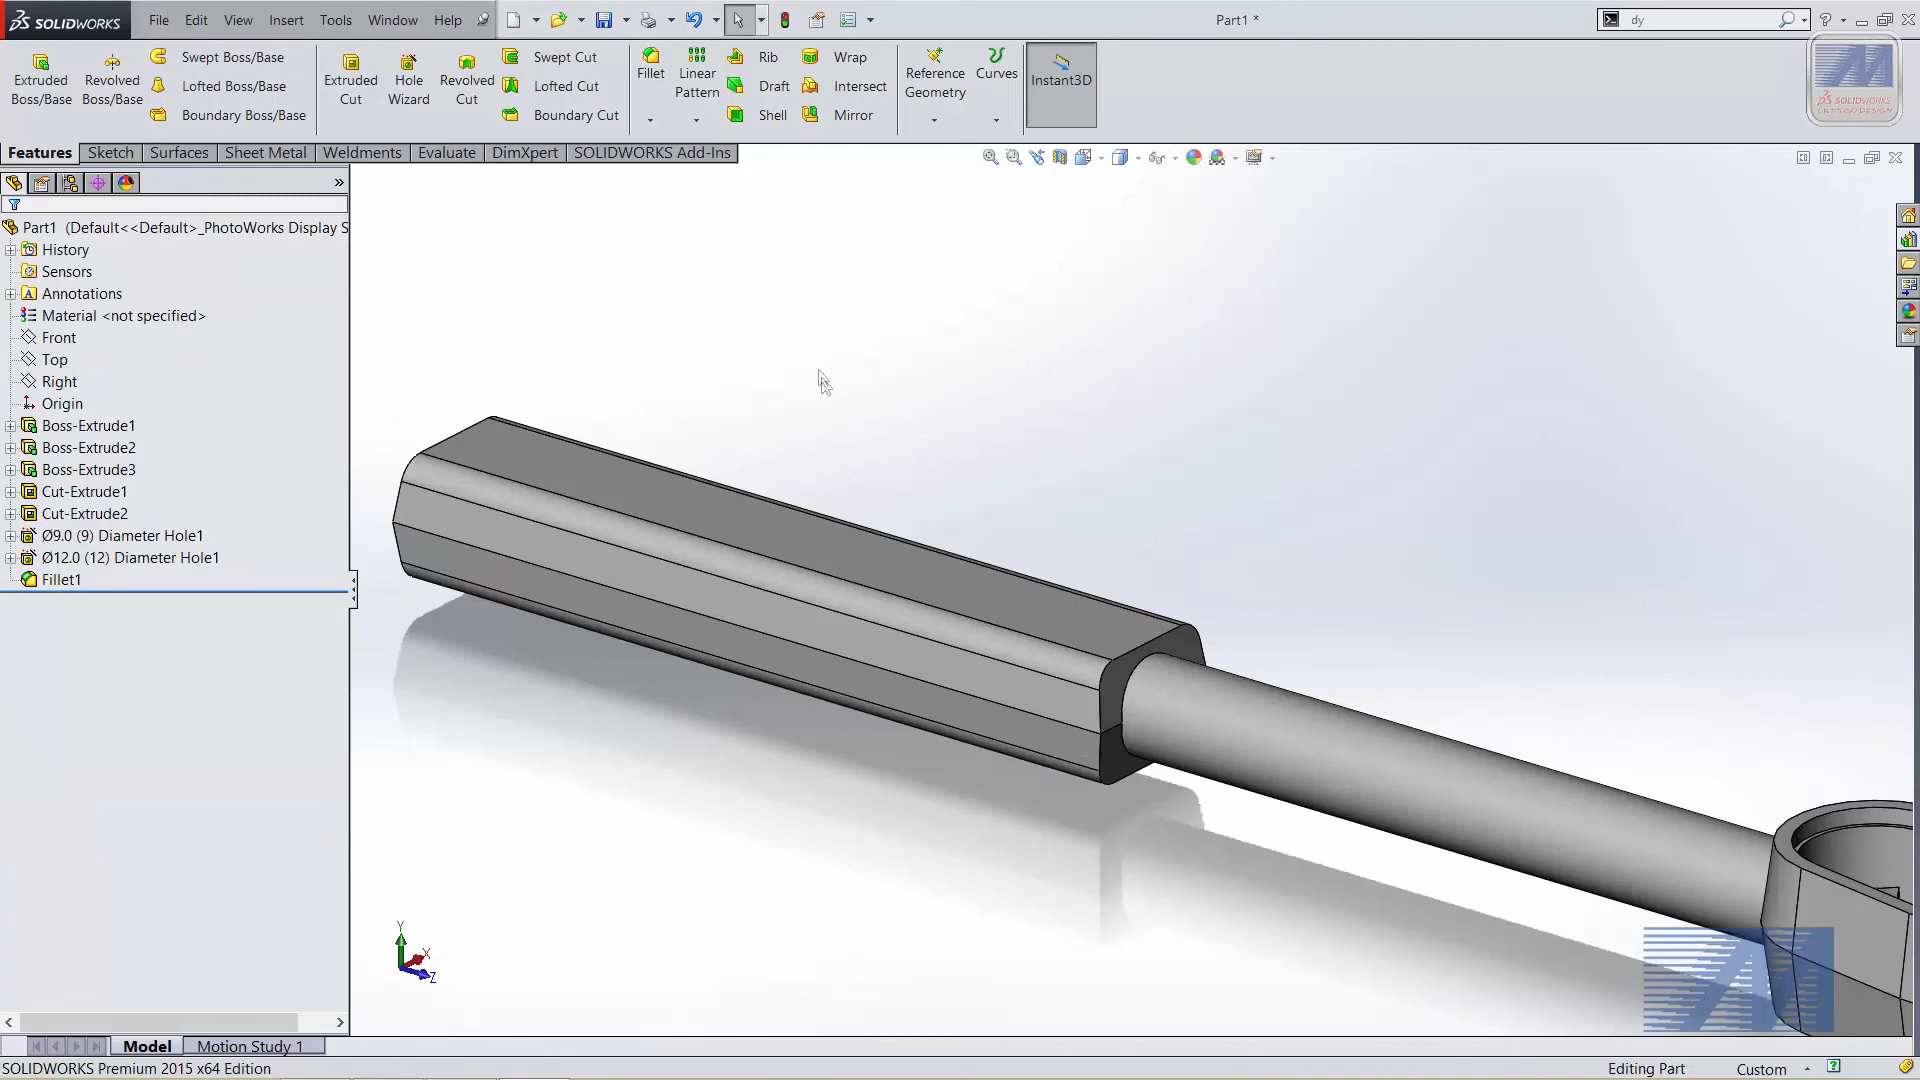 SOLIDWORKS File Edit View Insert Tools Window Help Part1 * dy
Extruded Boss/Base
Revolved Boss/Base
Swept Boss/Base
Lofted Boss/Base
Boundary Boss/Base
Extruded Cut
Hole Wizard
Revolved Cut
Swept Cut
Lofted Cut
Boundary Cut
Fillet
Linear Pattern
Rib
Draft
Shell
Wrap
Intersect
Mirror
Reference Geometry
Curves
Instant3D
SOLIDWORKS
Features Sketch Surfaces Sheet Metal Weldments Evaluate DimXpert SOLIDWORKS Add-Ins
Part1 (Default<<Default>_PhotoWorks Display S
History
Sensors
Annotations
Material <not specified>
Front
Top
Right
Origin
Boss-Extrude1
Boss-Extrude2
Boss-Extrude3
Cut-Extrude1
Cut-Extrude2
Ø9.0 (9) Diameter Hole1
Ø12.0 (12) Diameter Hole1
Fillet1
Y
X
Z
Model Motion Study 1
SOLIDWORKS Premium 2015 x64 Edition Editing Part Custom